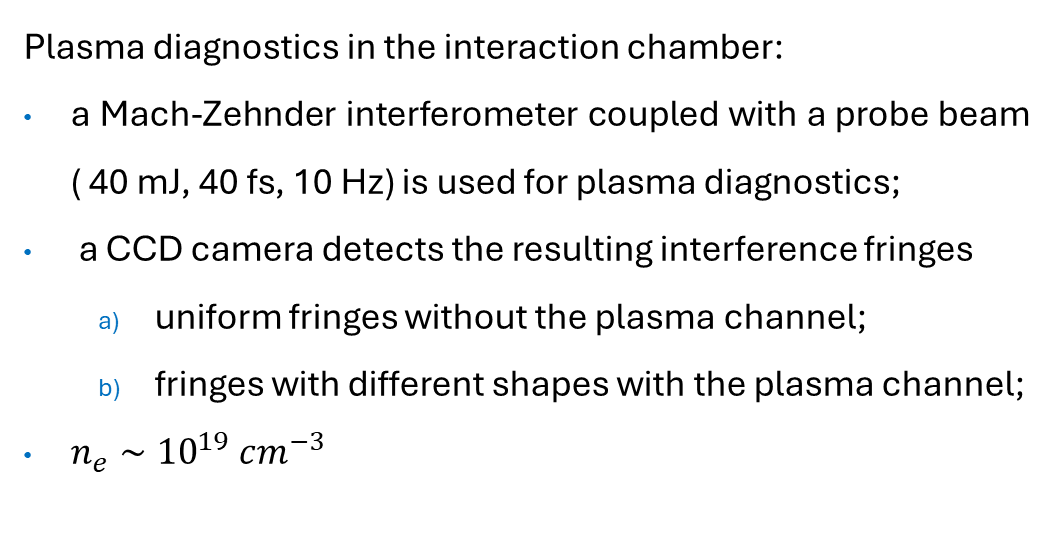 Plasma diagnostics in the interaction chamber:
• a Mach-Zehnder interferometer coupled with a probe beam
( 40 mJ, 40 fs, 10 Hz) is used for plasma diagnostics;
• a CCD camera detects the resulting interference fringes
a) uniform fringes without the plasma channel;
b) fringes with different shapes with the plasma channel;
• nₑ ~ 10¹⁹ cm⁻³